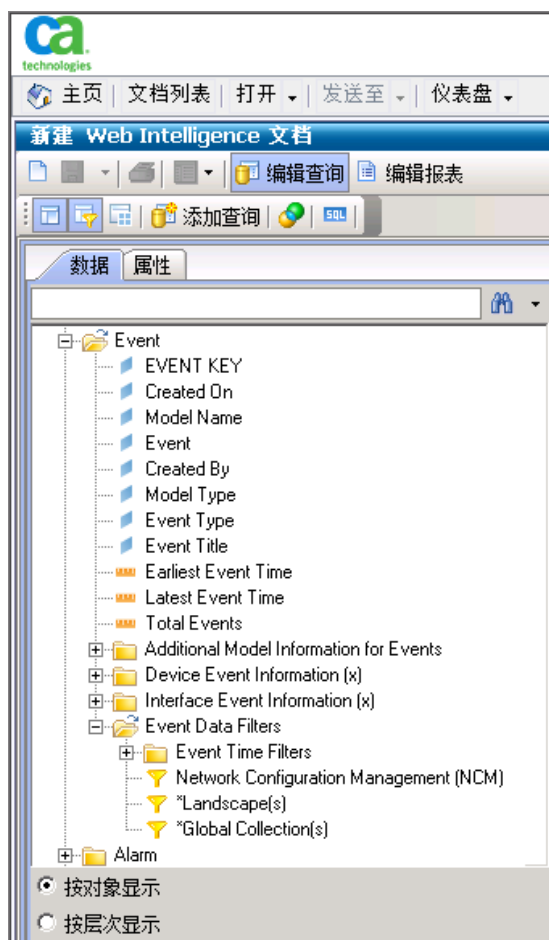 ca
technologies
主页 文档列表 打开 发送至 仪表盘
新建 Web Intelligence 文档
编辑查询 编辑报表
添加查询 SQL
数据 属性
Event
EVENT KEY
Created On
Model Name
Event
Created By
Model Type
Event Type
Event Title
Earliest Event Time
Latest Event Time
Total Events
Additional Model Information for Events
Device Event Information (x)
Interface Event Information (x)
Event Data Filters
Event Time Filters
Network Configuration Management (NCM)
*Landscape(s)
*Global Collection(s)
Alarm
按对象显示
按层次显示